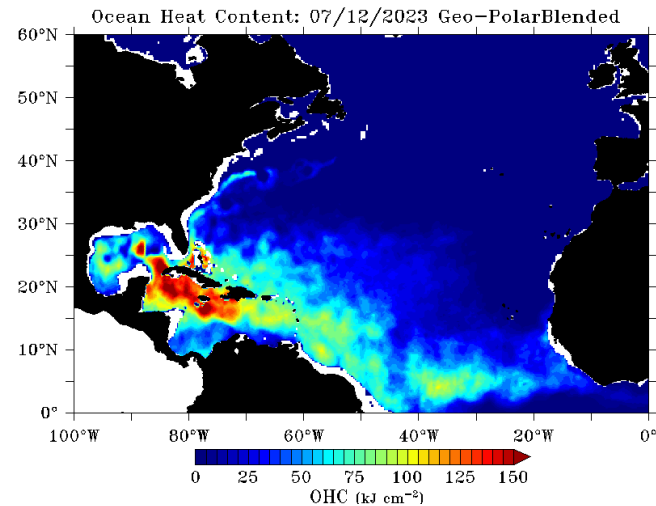 Ocean Heat Content: 07/12/2023 Geo-PolarBlended
60°N
50°N
40°N
30°N
20°N
10°N
0°
100°W 80°W 60°W 40°W 20°W 0°
0 25 50 75 100 125 150
OHC (kJ cm⁻²)